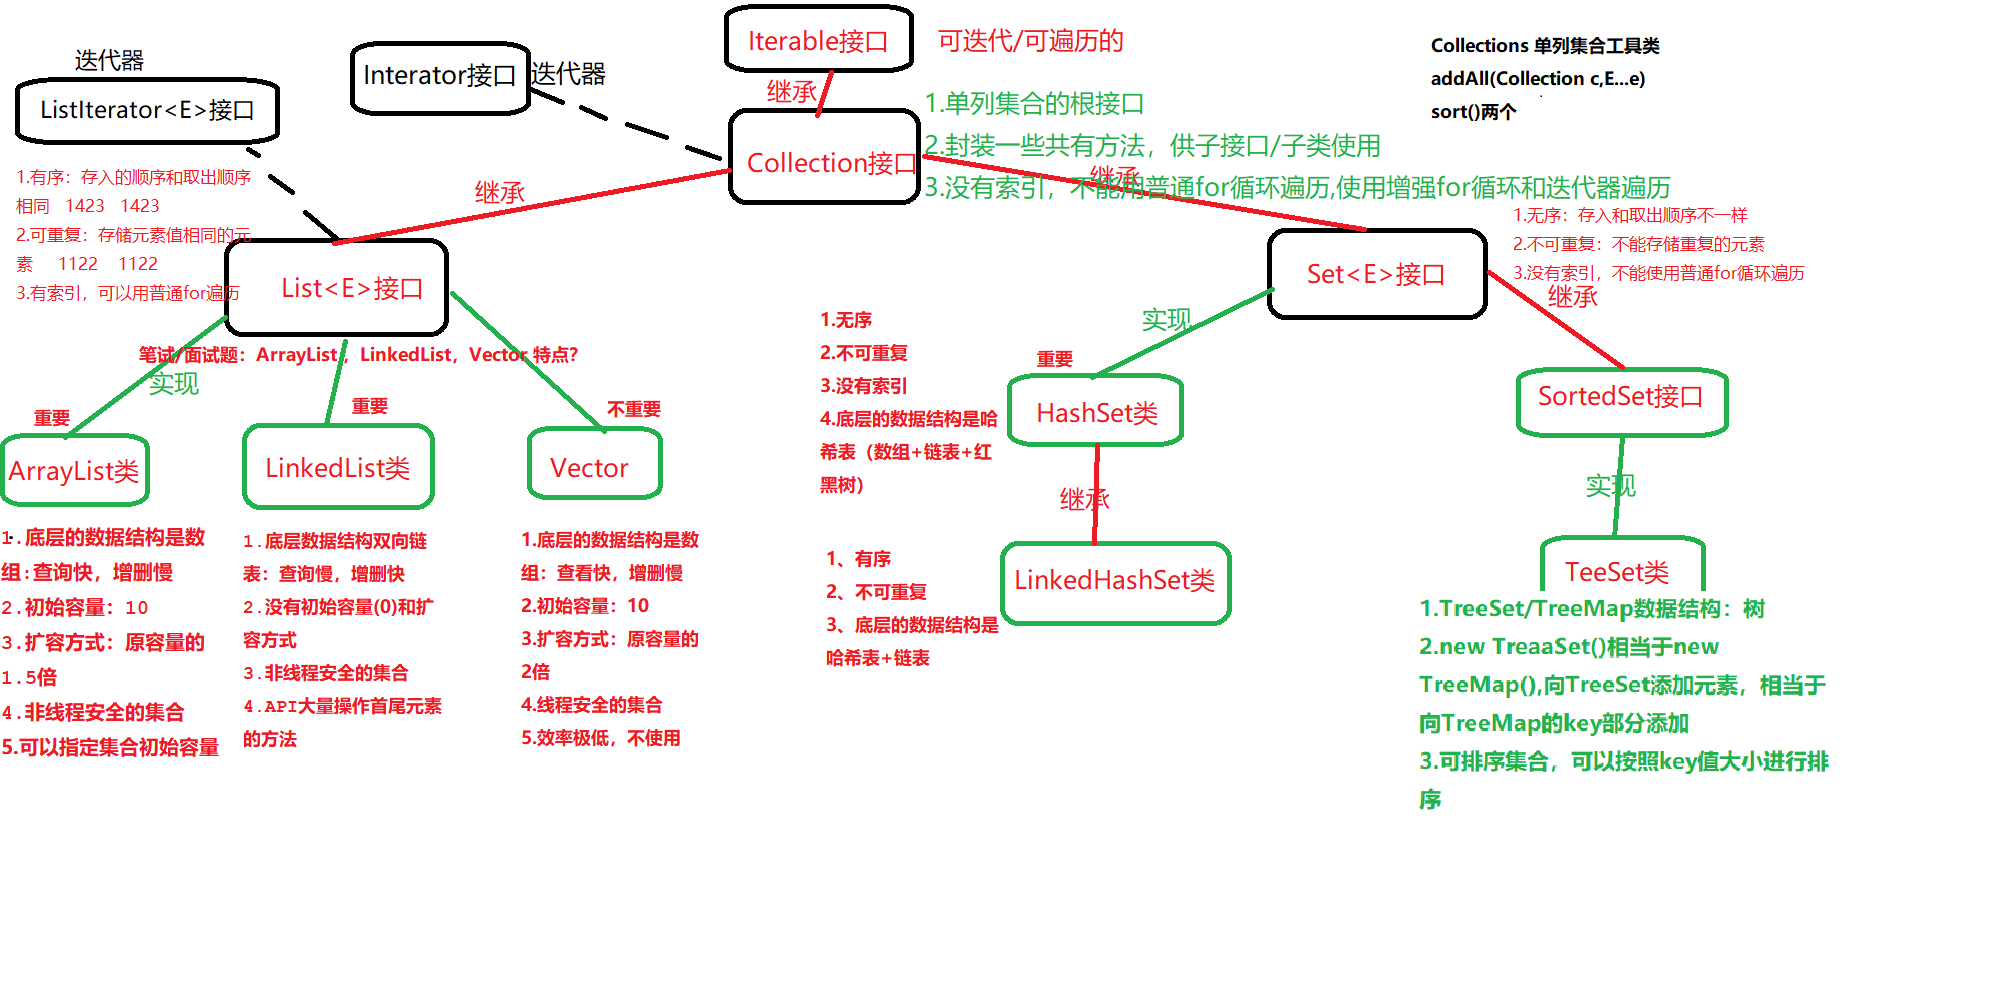 Iterable接口
可迭代/可遍历的
继承
Interator接口
迭代器
迭代器
ListIterator<E>接口
Collection接口
1.单列集合的根接口
2.封装一些共有方法，供子接口/子类使用
3.没有索引，不能用普通for循环遍历,使用增强for循环和迭代器遍历
Collections 单列集合工具类
addAll(Collection c,E...e)
sort()两个
继承
继承
1.有序：存入的顺序和取出顺序
相同 1423 1423
2.可重复：存储元素值相同的元
素 1122 1122
3.有索引，可以用普通for遍历
List<E>接口
1.无序：存入和取出顺序不一样
2.不可重复：不能存储重复的元素
3.没有索引，不能使用普通for循环遍历
Set<E>接口
继承
实现
笔试/面试题：ArrayList，LinkedList，Vector 特点?
实现
重要
重要
不重要
ArrayList类
LinkedList类
Vector
1.底层的数据结构是数
组:查询快，增删慢
2.初始容量：10
3.扩容方式：原容量的
1.5倍
4.非线程安全的集合
5.可以指定集合初始容量
1.底层数据结构双向链
表：查询慢，增删快
2.没有初始容量(0)和扩
容方式
3.非线程安全的集合
4.API大量操作首尾元素
的方法
1.底层的数据结构是数
组：查看快，增删慢
2.初始容量：10
3.扩容方式：原容量的
2倍
4.线程安全的集合
5.效率极低，不使用
1.无序
2.不可重复
3.没有索引
4.底层的数据结构是哈
希表（数组+链表+红
黑树）
重要
HashSet类
继承
1、有序
2、不可重复
3、底层的数据结构是
哈希表+链表
LinkedHashSet类
SortedSet接口
实现
TeeSet类
1.TreeSet/TreeMap数据结构：树
2.new TreaaSet()相当于new
TreeMap(),向TreeSet添加元素，相当于
向TreeMap的key部分添加
3.可排序集合，可以按照key值大小进行排
序